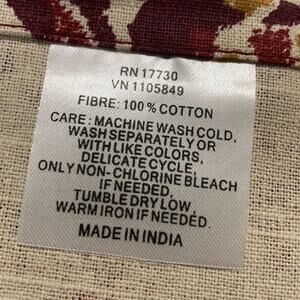 RN 17730
VN 1105849
FIBRE: 100% COTTON
CARE: MACHINE WASH COLD,
WASH SEPARATELY OR
WITH LIKE COLORS,
DELICATE CYCLE,
ONLY NON-CHLORINE BLEACH
IF NEEDED,
TUMBLE DRY LOW,
WARM IRON IF NEEDED.
MADE IN INDIA